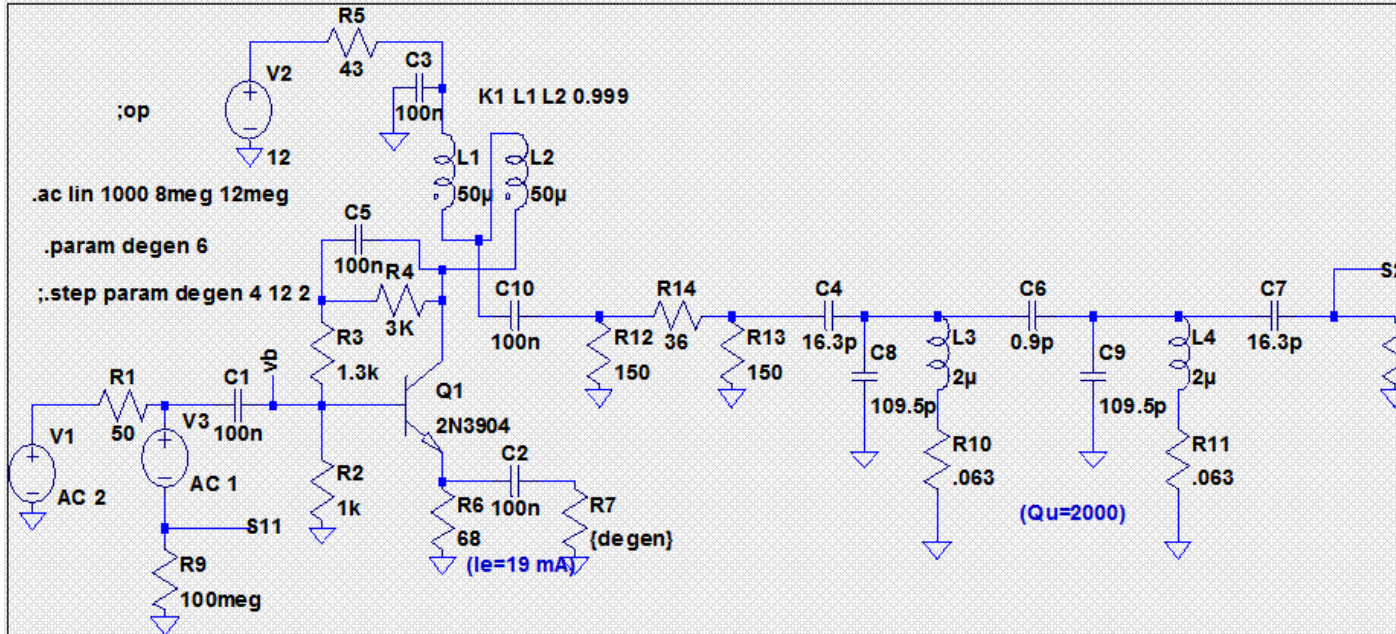 R5
43
V2
12
;op
C3
100n
K1 L1 L2 0.999
L1
50µ
L2
50µ
.ac lin 1000 8meg 12meg
.param degen 6
;.step param degen 4 12 2
C5
100n
R4
3K
R3
1.3k
vb
R1
50
C1
100n
V1
AC 2
V3
AC 1
S11
R9
100meg
R2
1k
Q1
2N3904
C2
100n
R6
68
(Ie=19 mA)
R7
{degen}
C10
100n
R14
36
R12
150
R13
150
C4
16.3p
C8
109.5p
L3
2µ
R10
.063
C6
0.9p
C9
109.5p
L4
2µ
R11
.063
(Qu=2000)
C7
16.3p